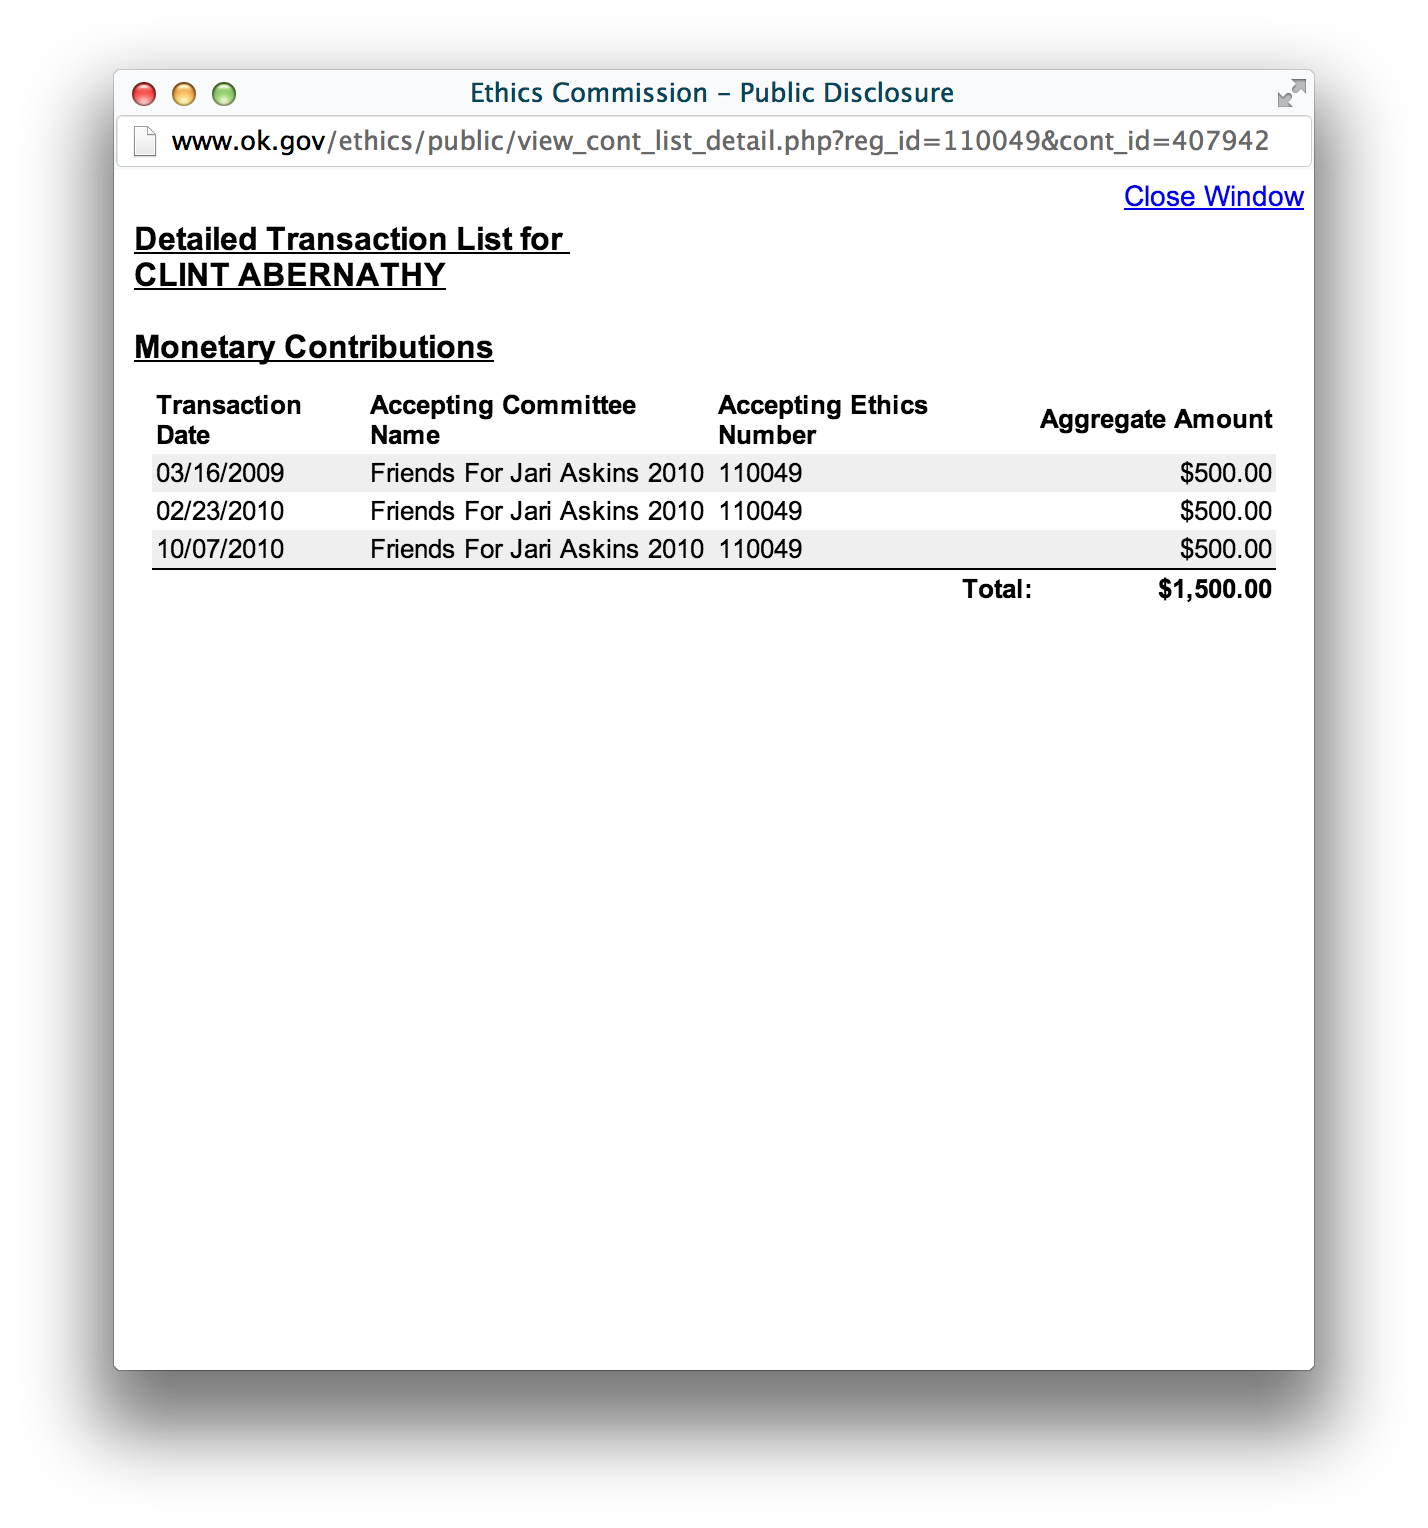 Ethics Commission – Public Disclosure
www.ok.gov/ethics/public/view_cont_list_detail.php?reg_id=110049&cont_id=407942
Close Window
Detailed Transaction List for
CLINT ABERNATHY
Monetary Contributions
Transaction Date Accepting Committee Name Accepting Ethics Number Aggregate Amount
03/16/2009 Friends For Jari Askins 2010 110049 $500.00
02/23/2010 Friends For Jari Askins 2010 110049 $500.00
10/07/2010 Friends For Jari Askins 2010 110049 $500.00
Total: $1,500.00